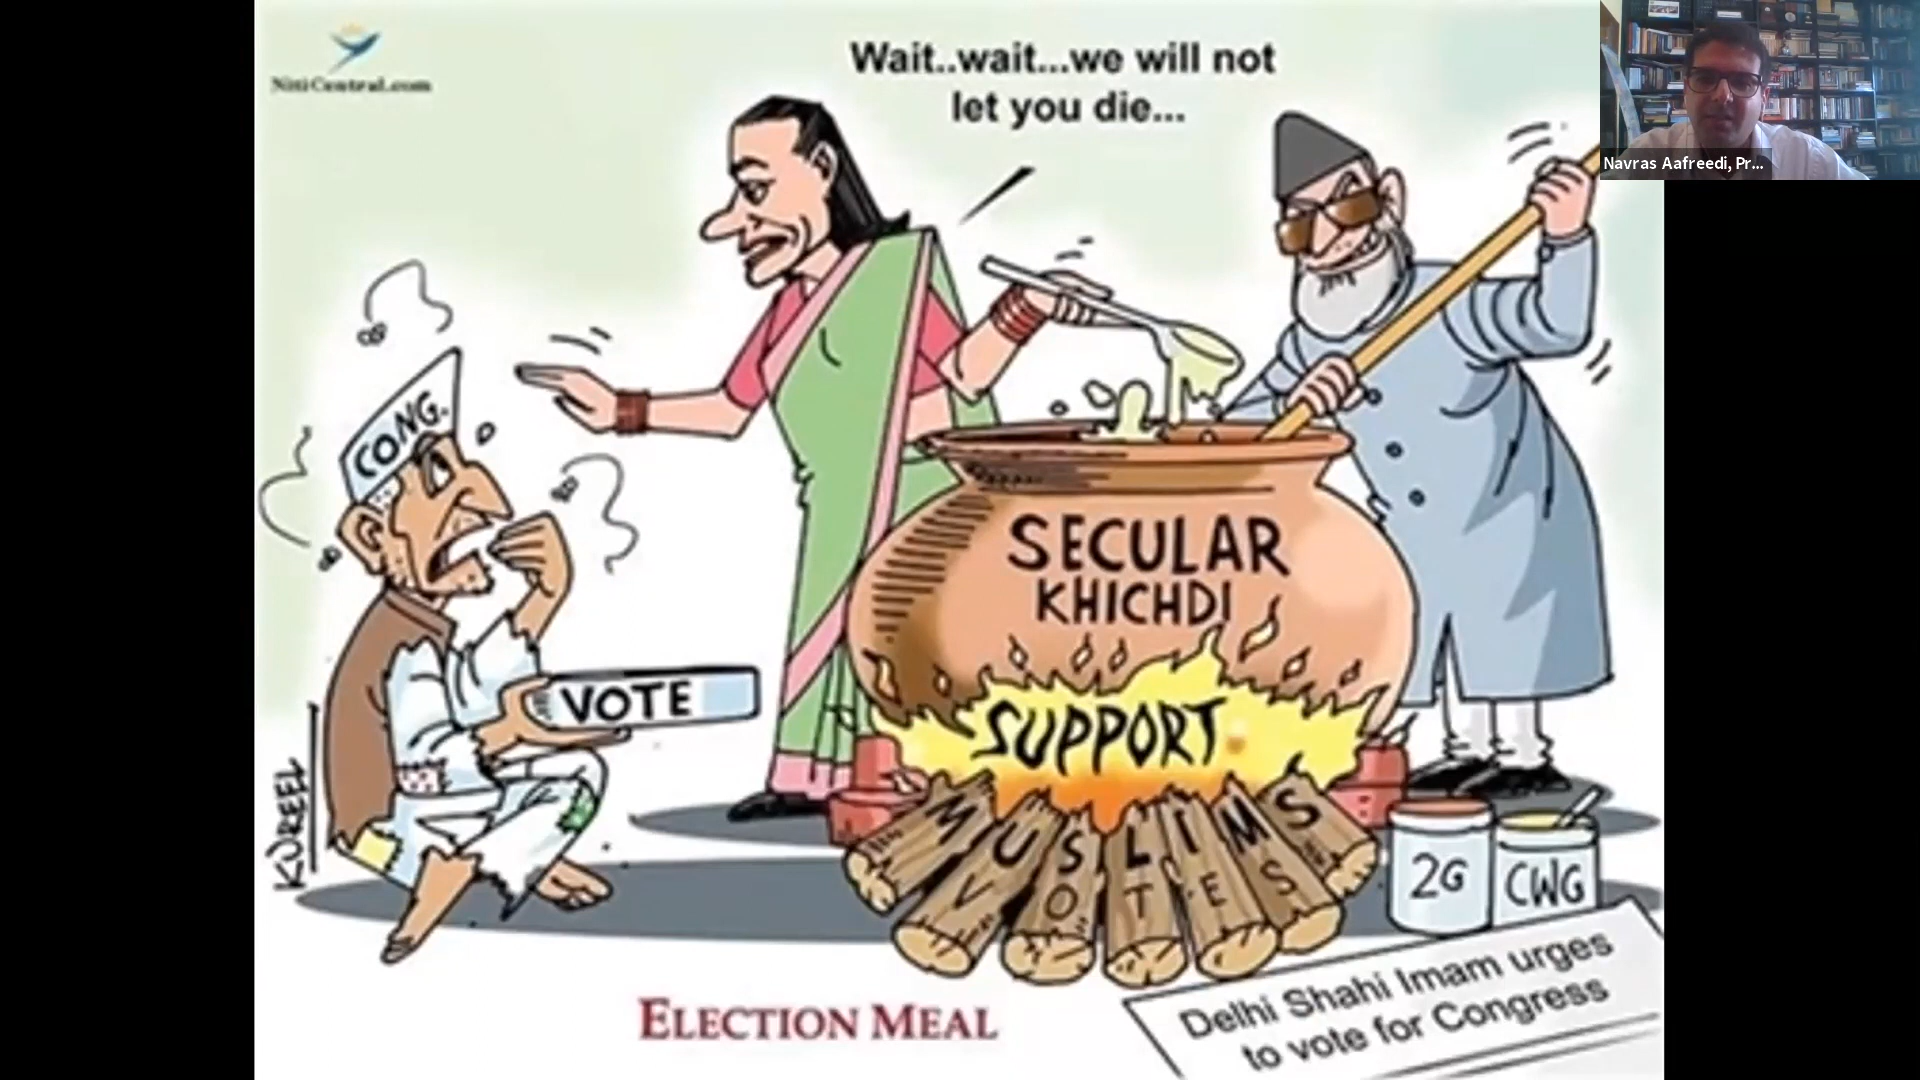 NitiCentral.com
Wait..wait...we will not
let you die...
Navras Aafreedi, Pr...
CONG.
SECULAR
KHICHDI
VOTE
SUPPORT
MUSLIMS
VOTES
2G
CWG
KUREEL
ELECTION MEAL
Delhi Shahi Imam urges
to vote for Congress